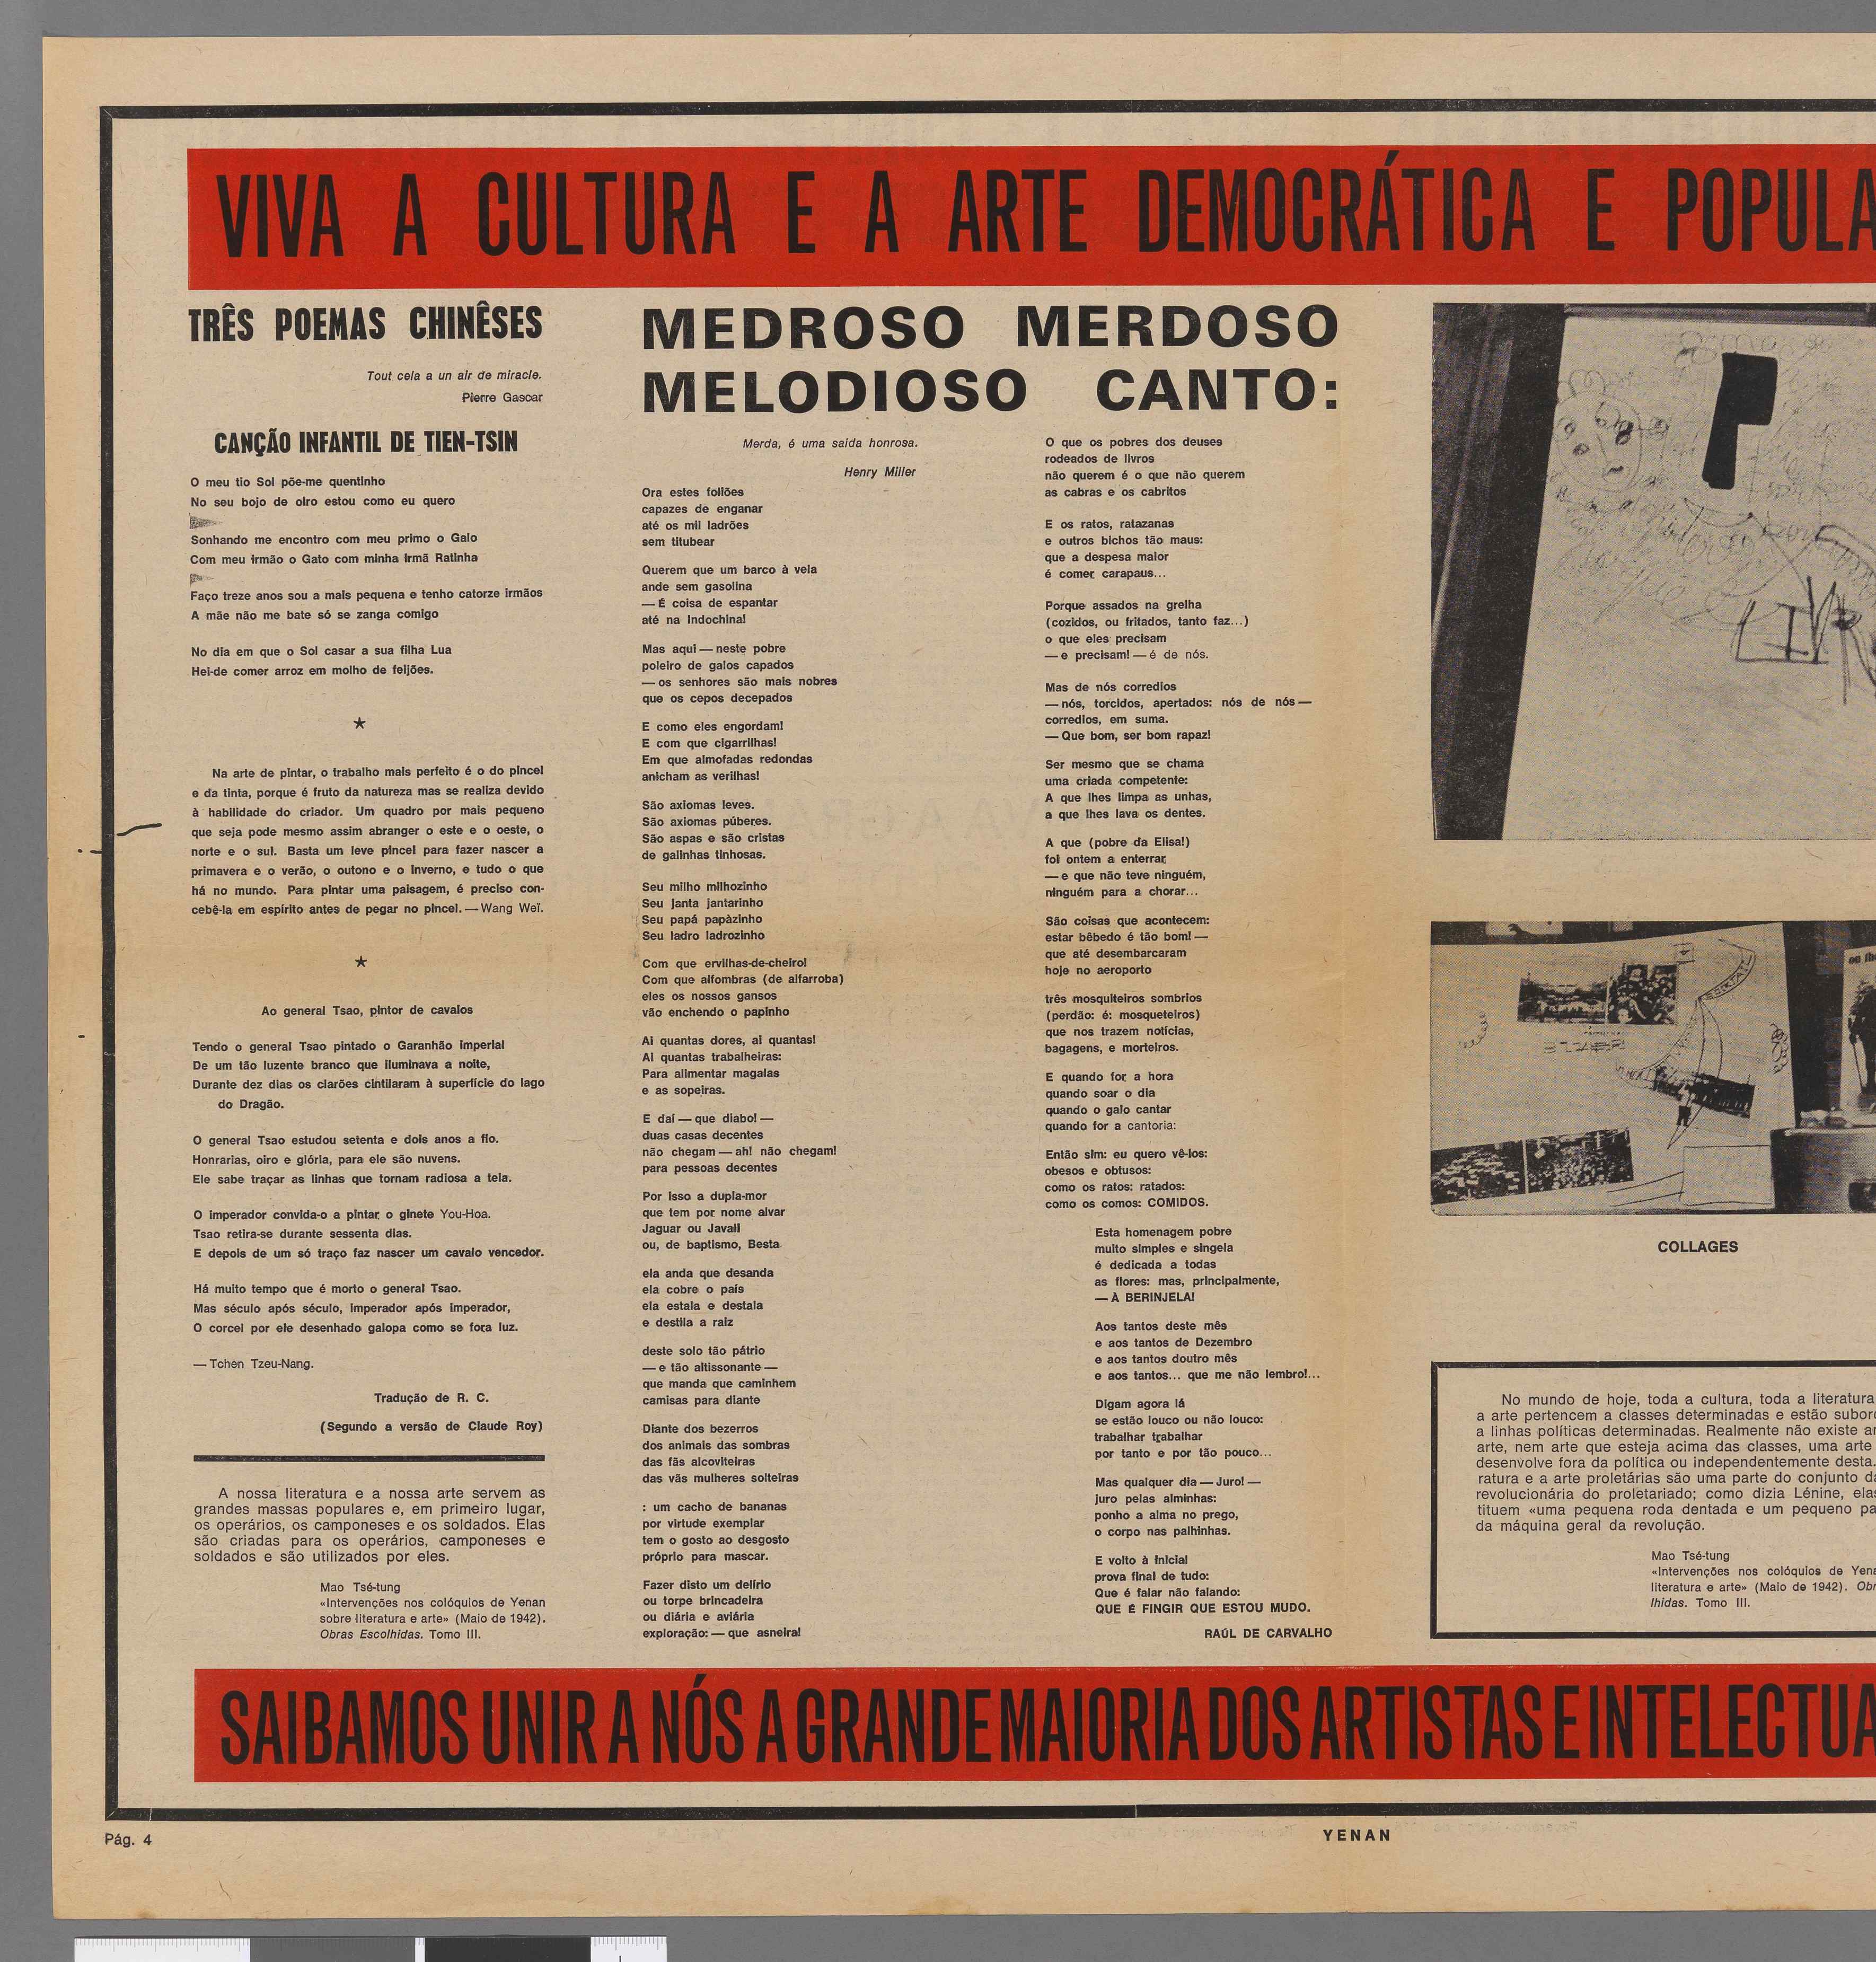 VIVA A CULTURA E A ARTE DEMOCRÁTICA E POPULA
TRÊS POEMAS CHINÊSES
Tout cela a un air de miracle.
Pierre Gascar
CANÇÃO INFANTIL DE TIEN-TSIN
O meu tio Sol põe-me quentinho
No seu bojo de oiro estou como eu quero
Sonhando me encontro com meu primo o Galo
Com meu irmão o Gato com minha irmã Ratinha
Faço treze anos sou a mais pequena e tenho catorze irmãos
A mãe não me bate só se zanga comigo
No dia em que o Sol casar a sua filha Lua
Hei-de comer arroz em molho de feijões.
★
Na arte de pintar, o trabalho mais perfeito é o do pincel
e da tinta, porque é fruto da natureza mas se realiza devido
à habilidade do criador. Um quadro por mais pequeno
que seja pode mesmo assim abranger o este e o oeste, o
norte e o sul. Basta um leve pincel para fazer nascer a
primavera e o verão, o outono e o inverno, e tudo o que
há no mundo. Para pintar uma paisagem, é preciso con-
cebê-la em espírito antes de pegar no pincel. — Wang Weï.
★
Ao general Tsao, pintor de cavalos
Tendo o general Tsao pintado o Garanhão Imperial
De um tão luzente branco que iluminava a noite,
Durante dez dias os clarões cintilaram à superfície do lago
do Dragão.
O general Tsao estudou setenta e dois anos a fio.
Honrarias, oiro e glória, para ele são nuvens.
Ele sabe traçar as linhas que tornam radiosa a tela.
O imperador convida-o a pintar o ginete You-Hoa.
Tsao retira-se durante sessenta dias.
E depois de um só traço faz nascer um cavalo vencedor.
Há muito tempo que é morto o general Tsao.
Mas século após século, imperador após imperador,
O corcel por ele desenhado galopa como se fora luz.
— Tchen Tzeu-Nang.
Tradução de R. C.
(Segundo a versão de Claude Roy)
A nossa literatura e a nossa arte servem as
grandes massas populares e, em primeiro lugar,
os operários, os camponeses e os soldados. Elas
são criadas para os operários, camponeses e
soldados e são utilizados por eles.
Mao Tsé-tung
«Intervenções nos colóquios de Yenan
sobre literatura e arte» (Maio de 1942).
Obras Escolhidas. Tomo III.
MEDROSO MERDOSO
MELODIOSO CANTO:
Merda, é uma saída honrosa.
Henry Miller
Ora estes foliões
capazes de enganar
até os mil ladrões
sem titubear
Querem que um barco à vela
ande sem gasolina
— É coisa de espantar
até na Indochina!
Mas aqui — neste pobre
poleiro de galos capados
— os senhores são mais nobres
que os cepos decepados
E como eles engordam!
E com que cigarrilhas!
Em que almofadas redondas
anicham as verilhas!
São axiomas leves.
São axiomas púberes.
São aspas e são cristas
de galinhas tinhosas.
Seu milho milhozinho
Seu janta jantarinho
Seu papá papàzinho
Seu ladro ladrozinho
Com que ervilhas-de-cheiro!
Com que alfombras (de alfarroba)
eles os nossos gansos
vão enchendo o papinho
Ai quantas dores, ai quantas!
Ai quantas trabalheiras:
Para alimentar magalas
e as sopeiras.
E daí — que diabo! —
duas casas decentes
não chegam — ah! não chegam!
para pessoas decentes
Por isso a dupla-mor
que tem por nome alvar
Jaguar ou Javali
ou, de baptismo, Besta
ela anda que desanda
ela cobre o país
ela estala e destala
e destila a raiz
deste solo tão pátrio
— e tão altissonante —
que manda que caminhem
camisas para diante
Diante dos bezerros
dos animais das sombras
das fãs alcoviteiras
das vãs mulheres solteiras
: um cacho de bananas
por virtude exemplar
tem o gosto ao desgosto
próprio para mascar.
Fazer disto um delírio
ou torpe brincadeira
ou diária e aviária
exploração: — que asneira!
O que os pobres dos deuses
rodeados de livros
não querem é o que não querem
as cabras e os cabritos
E os ratos, ratazanas
e outros bichos tão maus:
que a despesa maior
é comer carapaus...
Porque assados na grelha
(cozidos, ou fritados, tanto faz...)
o que eles precisam
— e precisam! — é de nós.
Mas de nós corredios
— nós, torcidos, apertados: nós de nós —
corredios, em suma.
— Que bom, ser bom rapaz!
Ser mesmo que se chama
uma criada competente:
A que lhes limpa as unhas,
a que lhes lava os dentes.
A que (pobre da Elisa!)
foi ontem a enterrar
— e que não teve ninguém,
ninguém para a chorar...
São coisas que acontecem:
estar bêbedo é tão bom! —
que até desembarcaram
hoje no aeroporto
três mosquiteiros sombrios
(perdão: é: mosqueteiros)
que nos trazem notícias,
bagagens, e morteiros.
E quando for a hora
quando soar o dia
quando o galo cantar
quando for a cantoria:
Então sim: eu quero vê-los:
obesos e obtusos:
como os ratos: ratados:
como os comos: COMIDOS.
Esta homenagem pobre
muito simples e singela
é dedicada a todas
as flores: mas, principalmente,
— À BERINJELA!
Aos tantos deste mês
e aos tantos de Dezembro
e aos tantos doutro mês
e aos tantos... que me não lembro!...
Digam agora lá
se estão louco ou não louco:
trabalhar trabalhar
por tanto e por tão pouco...
Mas qualquer dia — Juro! —
juro pelas alminhas:
ponho a alma no prego,
o corpo nas palhinhas.
E volto à inicial
prova final de tudo:
Que é falar não falando:
QUE É FINGIR QUE ESTOU MUDO.
RAÚL DE CARVALHO
COLLAGES
No mundo de hoje, toda a cultura, toda a literatura
a arte pertencem a classes determinadas e estão subor
a linhas políticas determinadas. Realmente não existe ar
arte, nem arte que esteja acima das classes, uma arte
desenvolve fora da política ou independentemente desta.
ratura e a arte proletárias são uma parte do conjunto da
revolucionária do proletariado; como dizia Lénine, elas
tituem «uma pequena roda dentada e um pequeno pa
da máquina geral da revolução.
Mao Tsé-tung
«Intervenções nos colóquios de Yena
literatura e arte» (Maio de 1942). Obr
lhidas. Tomo III.
SAIBAMOS UNIR A NÓS A GRANDE MAIORIA DOS ARTISTAS E INTELECTUA
Pág. 4
YENAN